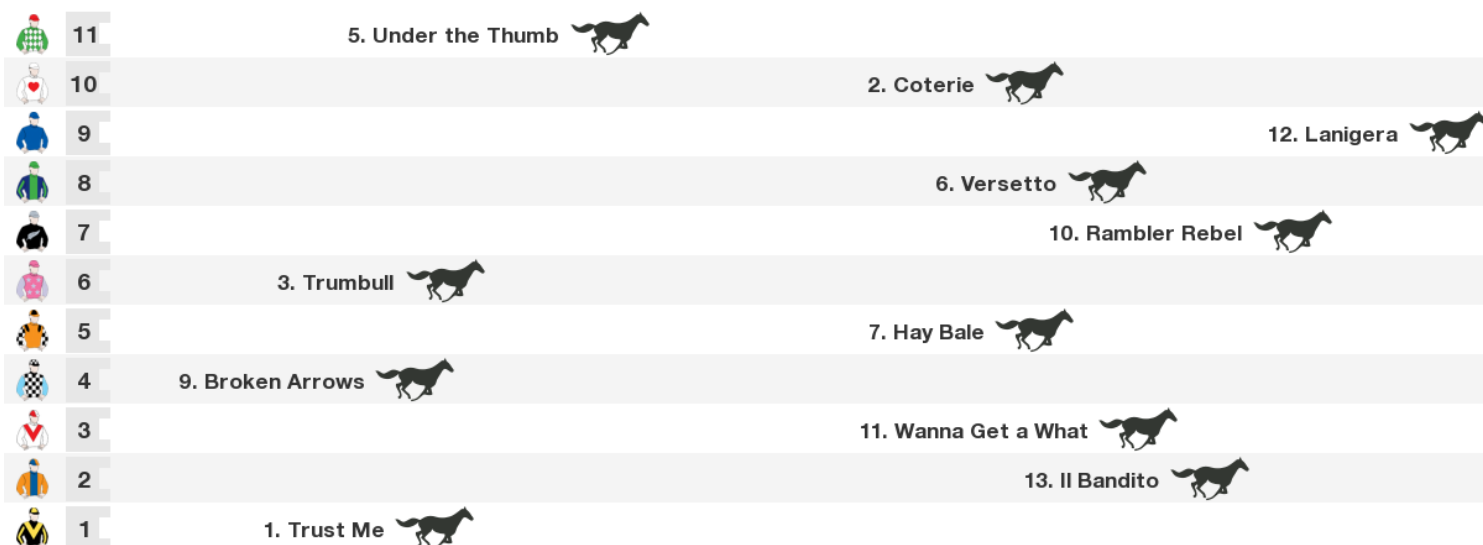 11 5. Under the Thumb
10 2. Coterie
9 12. Lanigera
8 6. Versetto
7 10. Rambler Rebel
6 3. Trumbull
5 7. Hay Bale
4 9. Broken Arrows
3 11. Wanna Get a What
2 13. Il Bandito
1 1. Trust Me